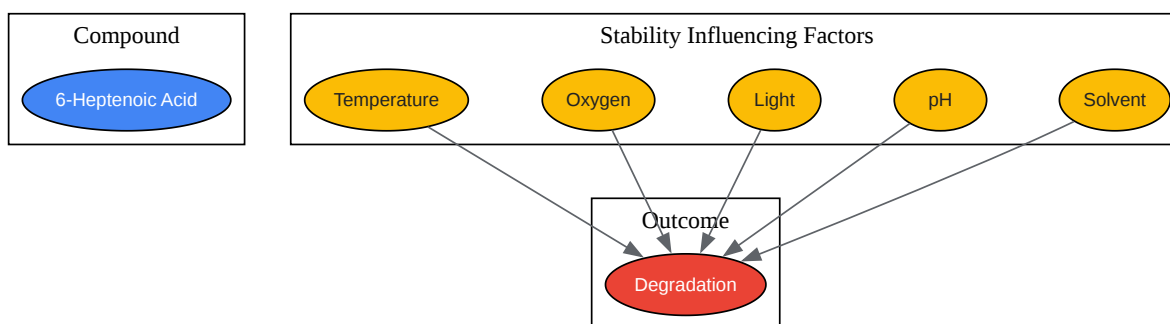 Compound
6-Heptenoic Acid
Stability Influencing Factors
Temperature
Oxygen
Light
pH
Solvent
Outcome
Degradation